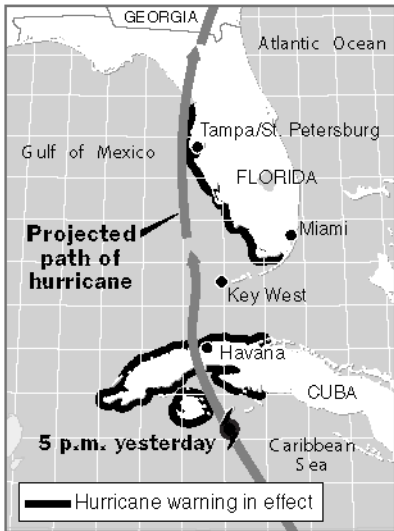 GEORGIA
Atlantic Ocean
Tampa/St. Petersburg
Gulf of Mexico
FLORIDA
Projected
path of
hurricane
Miami
Key West
Havana
CUBA
5 p.m. yesterday
Caribbean
Sea
Hurricane warning in effect